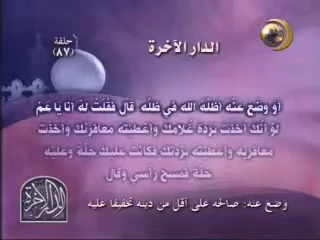 حلقة
(٨٧)
الدار الآخرة
أو وضع عنه أظله الله في ظله. قال فقلت له أنا يا عم
لو أنك أخذت بردة غلامك وأعطيته معافريك وأخذت
معافريه وأعطيته بردتك فكانت عليك حلة وعليه
حلة فمسح رأسي وقال
وضع عنه: صالحه على أقل من دينه تخفيفا عليه
الدار الآخرة